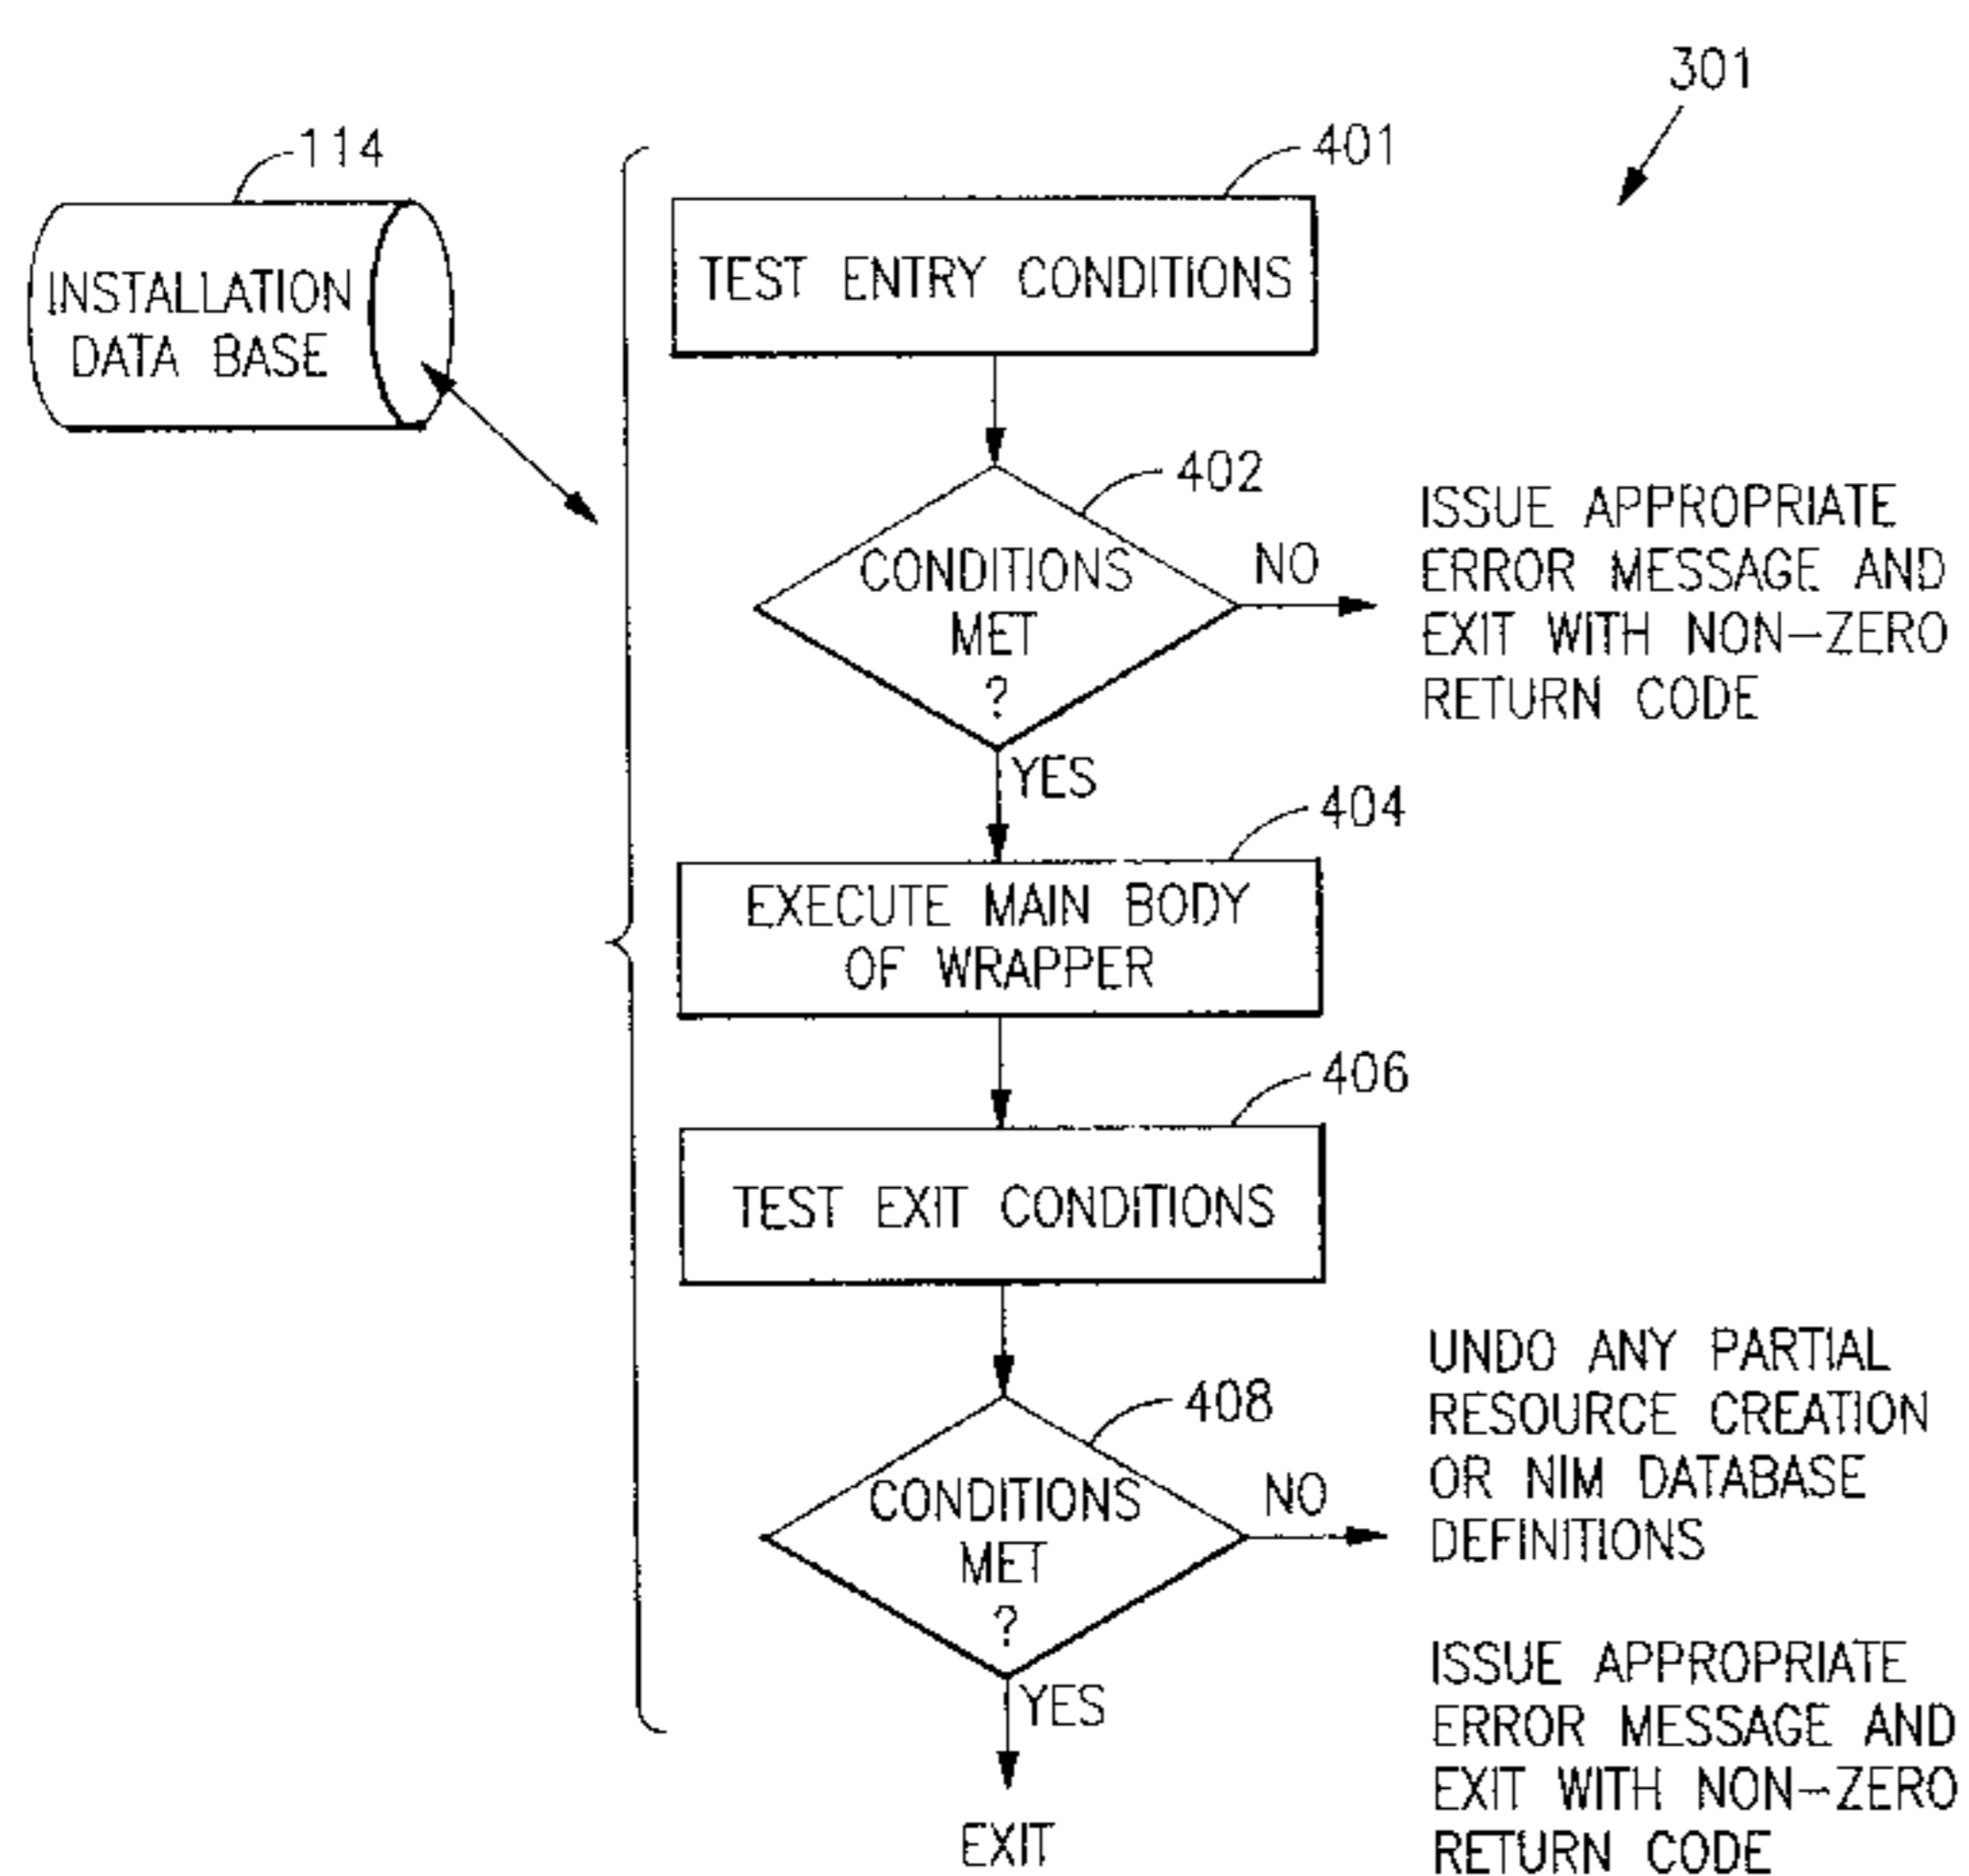 301
114
401
INSTALLATION
DATA BASE
TEST ENTRY CONDITIONS
402
CONDITIONS
MET
?
NO
ISSUE APPROPRIATE
ERROR MESSAGE AND
EXIT WITH NON-ZERO
RETURN CODE
YES
404
EXECUTE MAIN BODY
OF WRAPPER
406
TEST EXIT CONDITIONS
408
CONDITIONS
MET
?
NO
UNDO ANY PARTIAL
RESOURCE CREATION
OR NIM DATABASE
DEFINITIONS
ISSUE APPROPRIATE
ERROR MESSAGE AND
EXIT WITH NON-ZERO
RETURN CODE
YES
EXIT